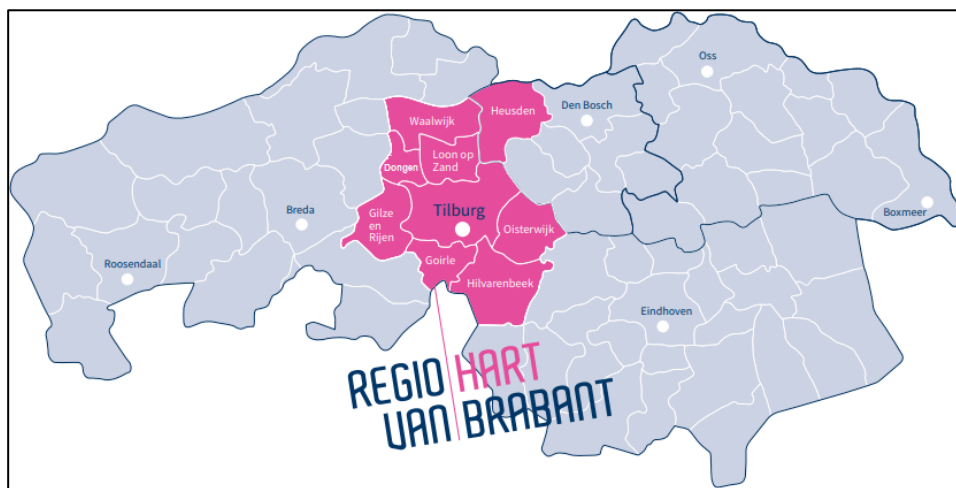 Oss
Den Bosch
Heusden
Waalwijk
Loon op
Zand
Dongen
Boxmeer
Breda
Tilburg
Gilze
en
Rijen
Oisterwijk
Goirle
Roosendaal
Hilvarenbeek
Eindhoven
REGIO HART
VAN BRABANT